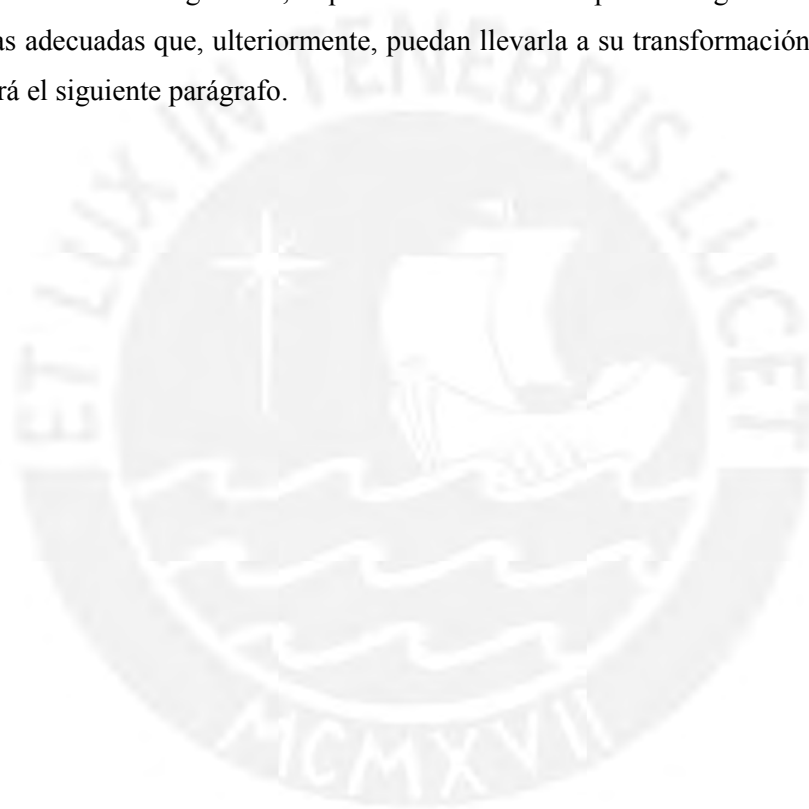 as adecuadas que, ulteriormente, puedan llevarla a su transformación
rá el siguiente parágrafo.
ET LUX IN TENEBRIS LUCET
MCMXVII